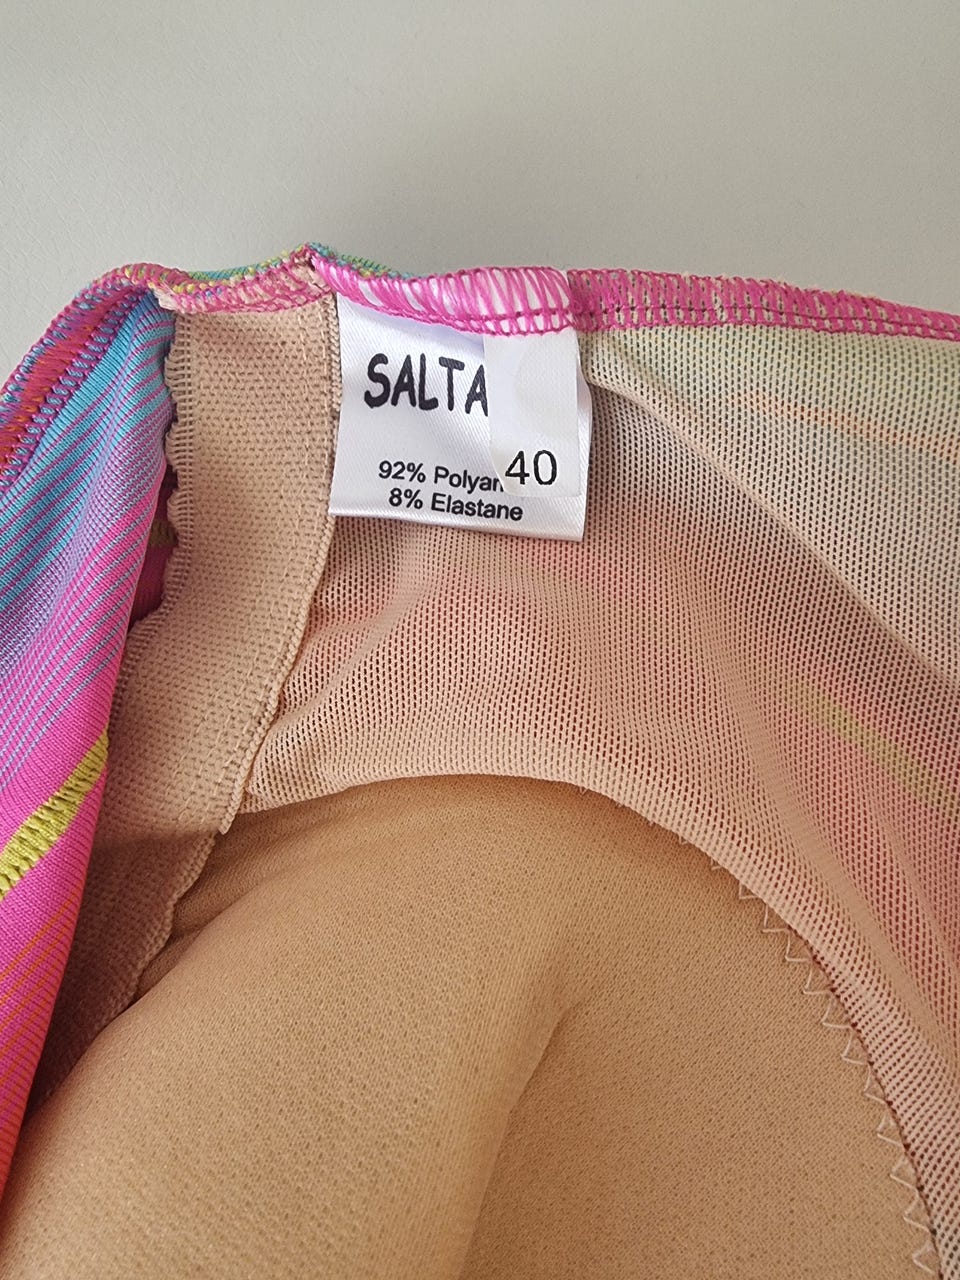 SALTA
40
92% Polyam
8% Elastane